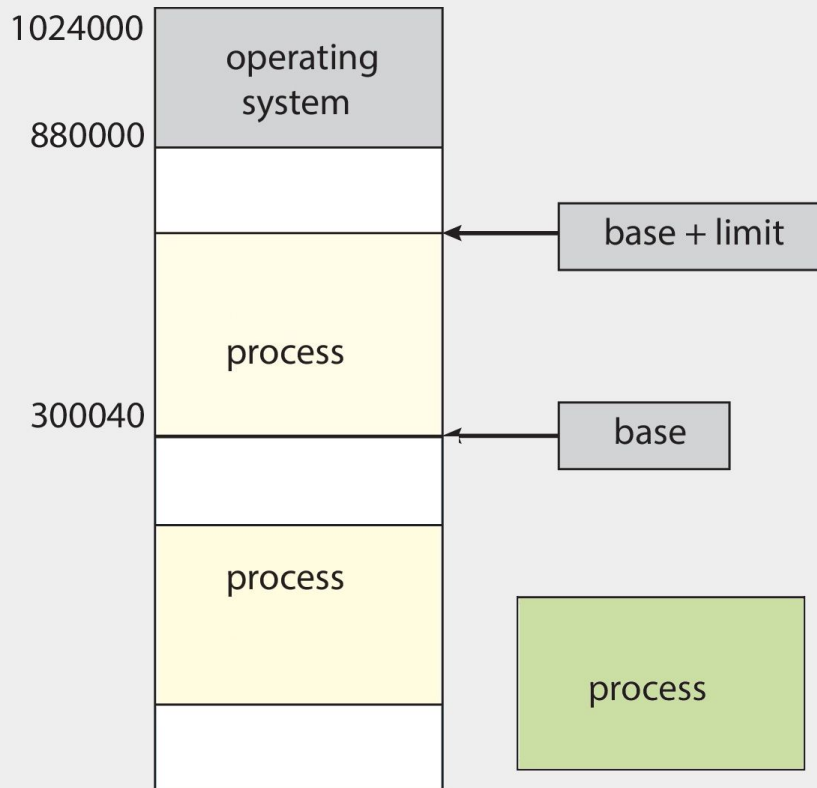 1024000
operating
system
880000
base + limit
process
300040
base
process
process